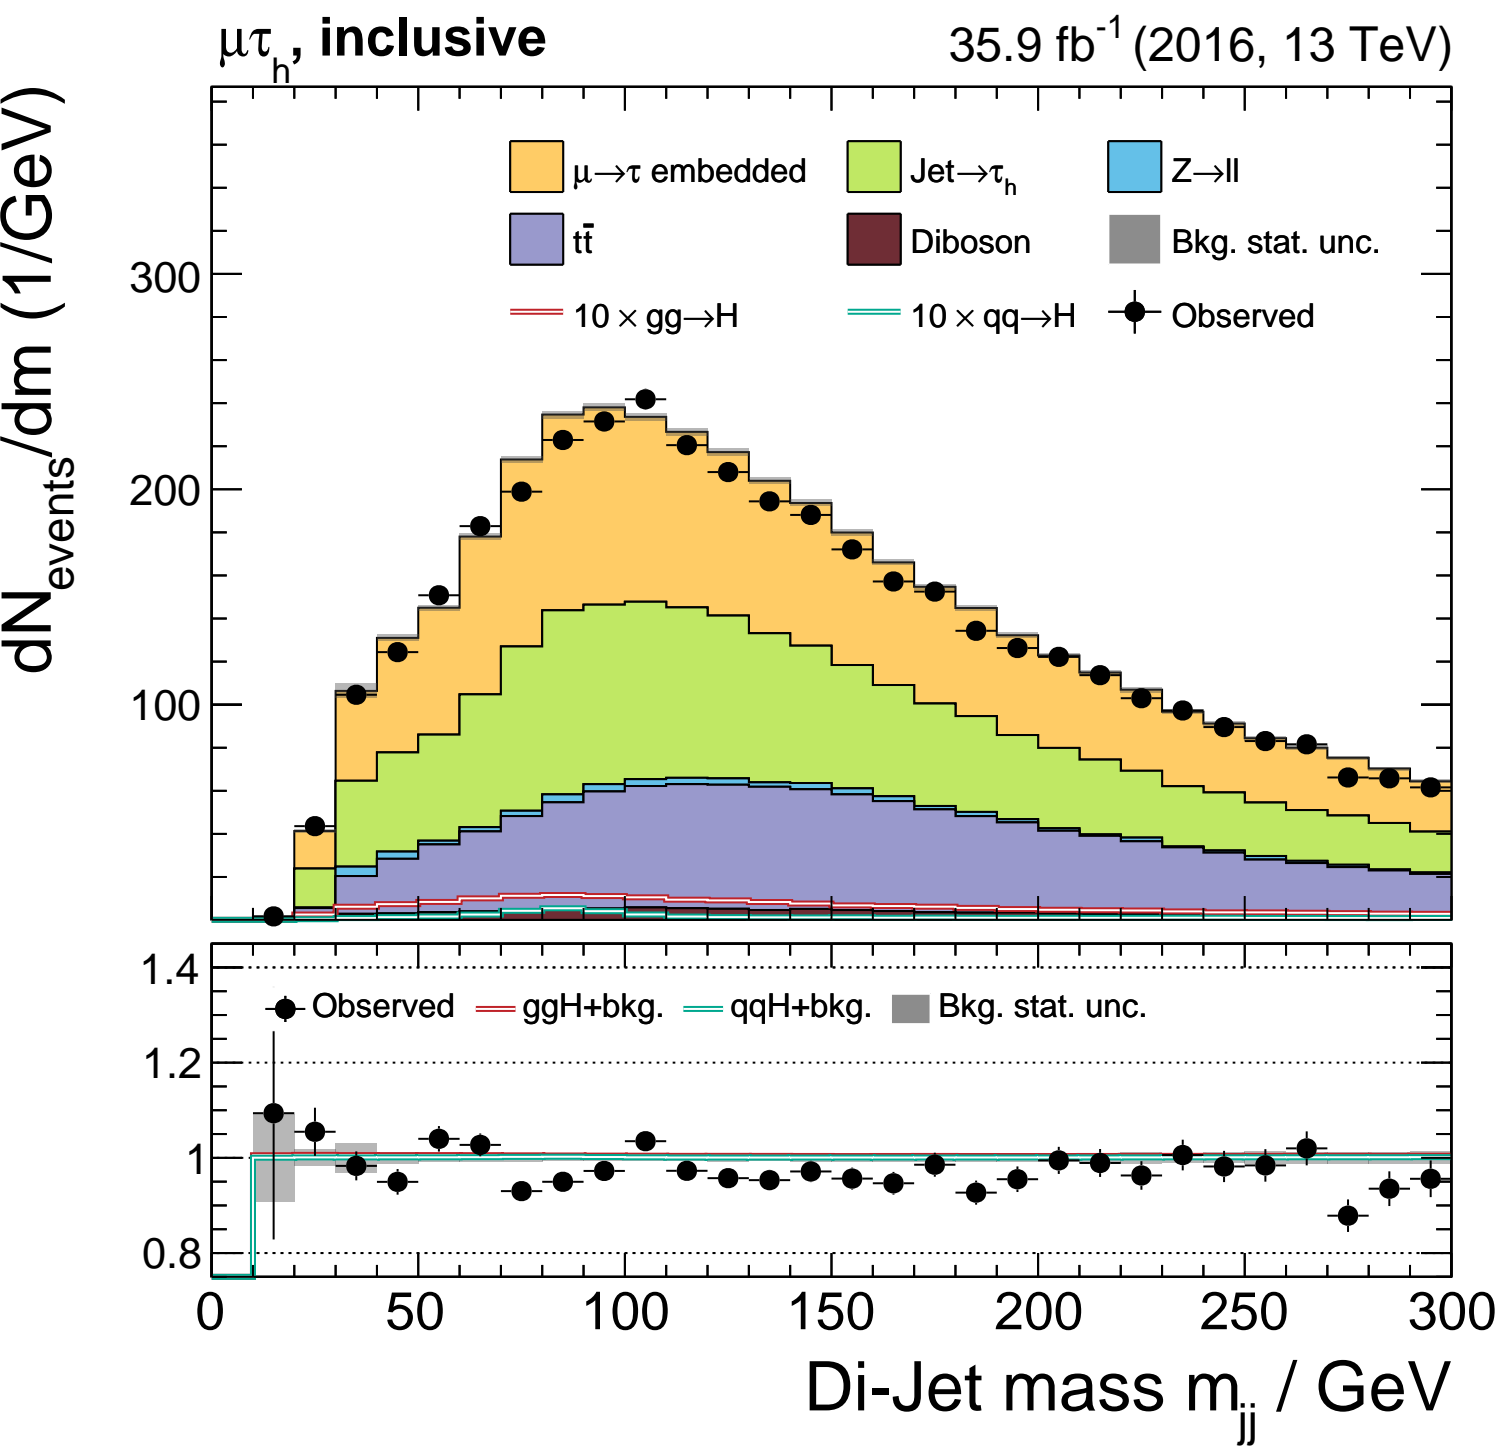 μτh, inclusive
35.9 fb-1 (2016, 13 TeV)
dNevents/dm (1/GeV)
μ→τ embedded
Jet→τh
Z→ll
tt̄
Diboson
Bkg. stat. unc.
10 × gg→H
10 × qq→H
Observed
300
200
100
1.4
Observed
ggH+bkg.
qqH+bkg.
Bkg. stat. unc.
1.2
1
0.8
0 50 100 150 200 250 300
Di-Jet mass mjj / GeV